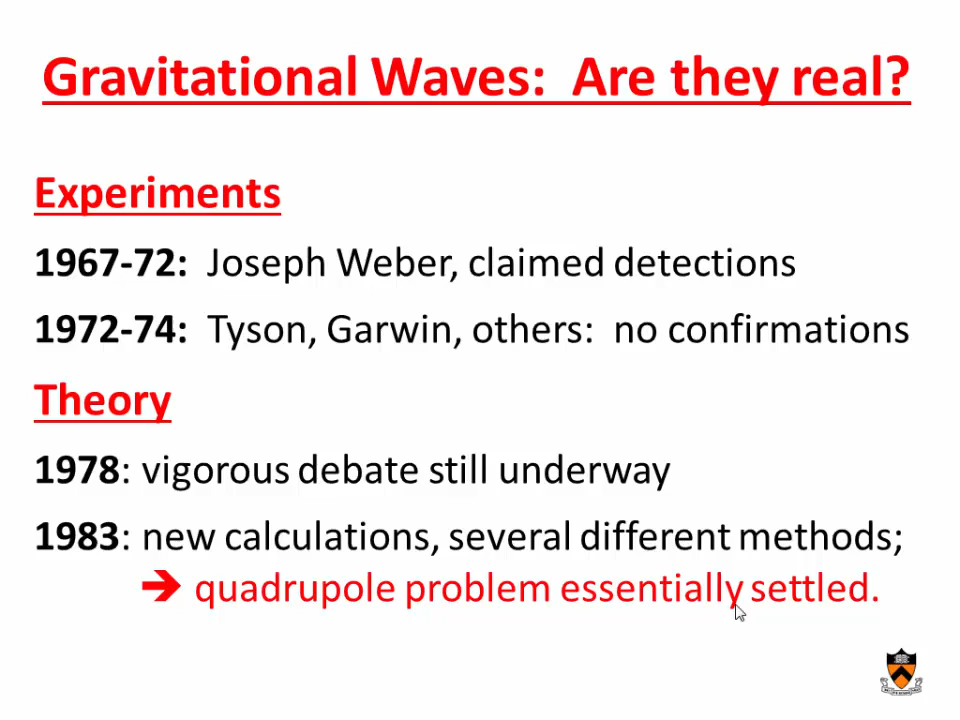 Gravitational Waves:  Are they real?
Experiments
1967-72:  Joseph Weber, claimed detections
1972-74:  Tyson, Garwin, others:  no confirmations
Theory
1978: vigorous debate still underway
1983: new calculations, several different methods;
➔ quadrupole problem essentially settled.